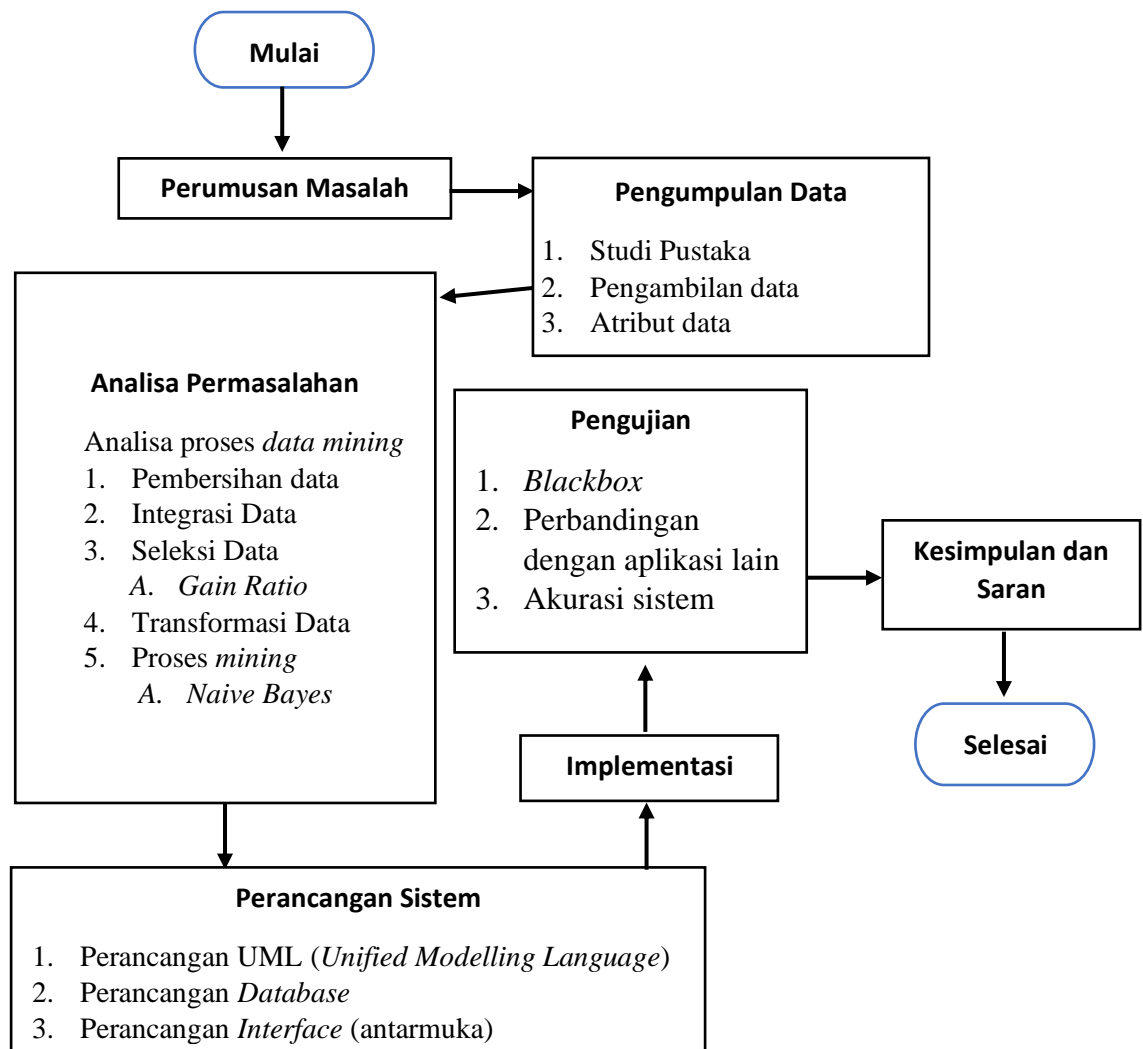 Mulai
Perumusan Masalah
Pengumpulan Data
1. Studi Pustaka
2. Pengambilan data
3. Atribut data
Analisa Permasalahan
Analisa proses data mining
1. Pembersihan data
2. Integrasi Data
3. Seleksi Data
A. Gain Ratio
4. Transformasi Data
5. Proses mining
A. Naive Bayes
Perancangan Sistem
1. Perancangan UML (Unified Modelling Language)
2. Perancangan Database
3. Perancangan Interface (antarmuka)
Implementasi
Pengujian
1. Blackbox
2. Perbandingan
dengan aplikasi lain
3. Akurasi sistem
Kesimpulan dan
Saran
Selesai